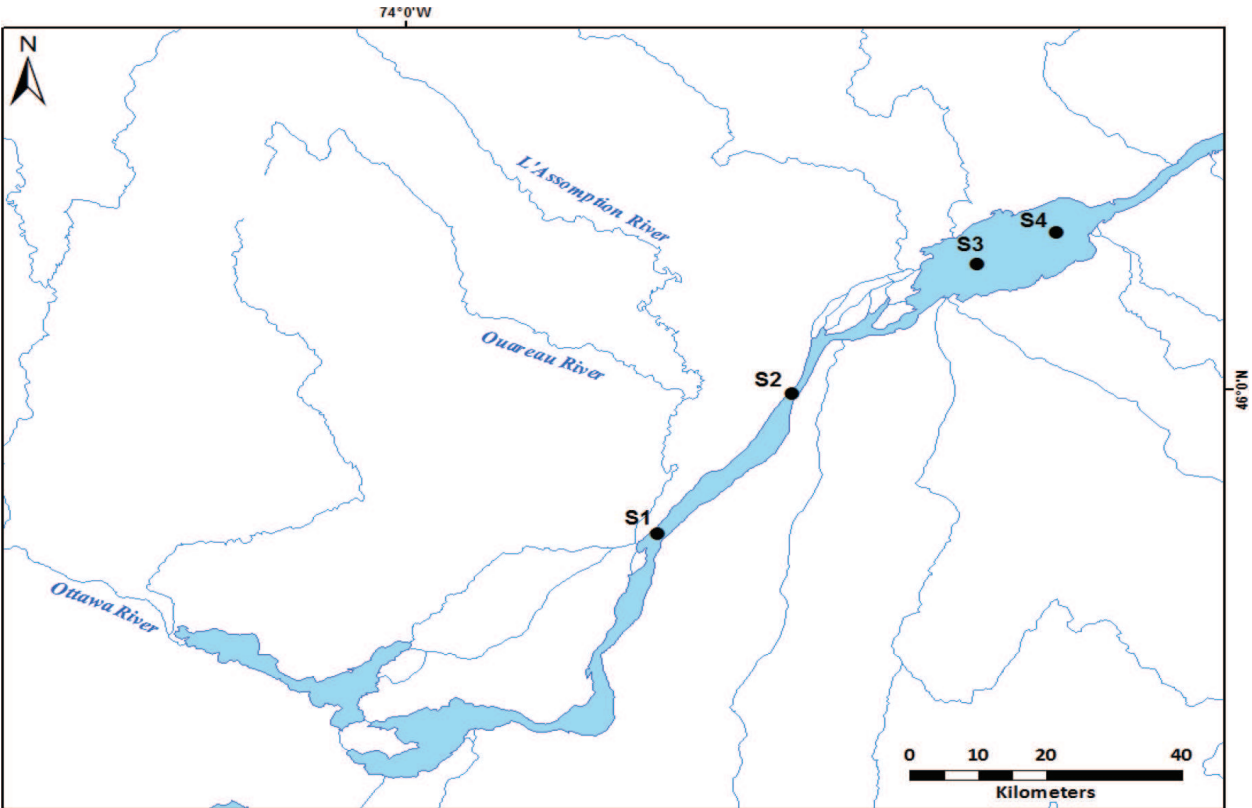 74°0'W
N
L'Assomption River
S4
S3
Ouareau River
S2
46°0'N
S1
Ottawa River
0 10 20 40
Kilometers